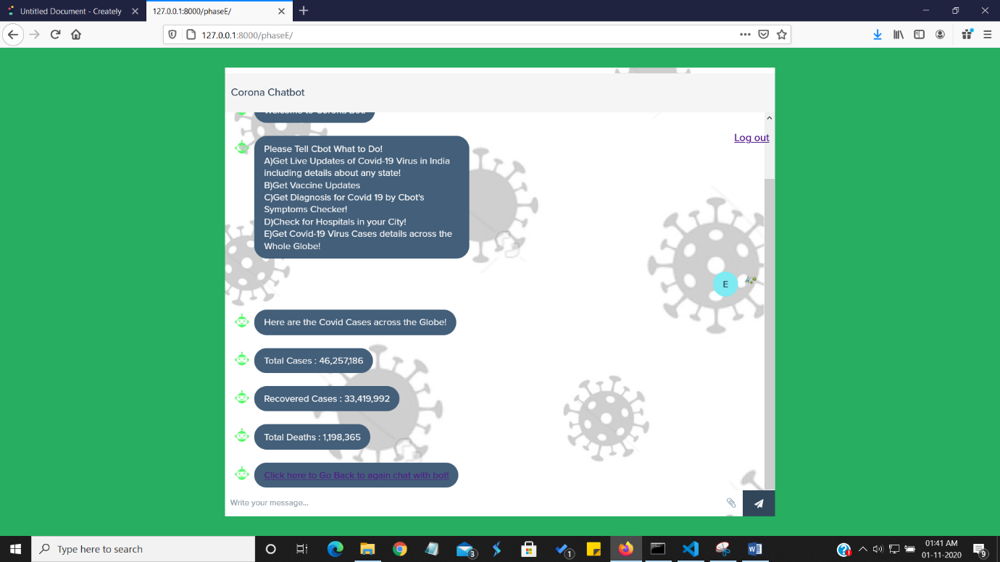 Untitled Document - Creately
127.0.0.1:8000/phaseE/
127.0.0.1:8000/phaseE/
Corona Chatbot
Welcome to Corona Bot!
Log out
Please Tell Cbot What to Do!
A)Get Live Updates of Covid-19 Virus in India
including details about any state!
B)Get Vaccine Updates
C)Get Diagnosis for Covid 19 by Cbot's
Symptoms Checker!
D)Check for Hospitals in your City!
E)Get Covid-19 Virus Cases details across the
Whole Globe!
E
Here are the Covid Cases across the Globe!
Total Cases : 46,257,186
Recovered Cases : 33,419,992
Total Deaths : 1,198,365
Click here to Go Back to again chat with bot!
Write your message...
Type here to search
3
1
01:41 AM
01-11-2020
9